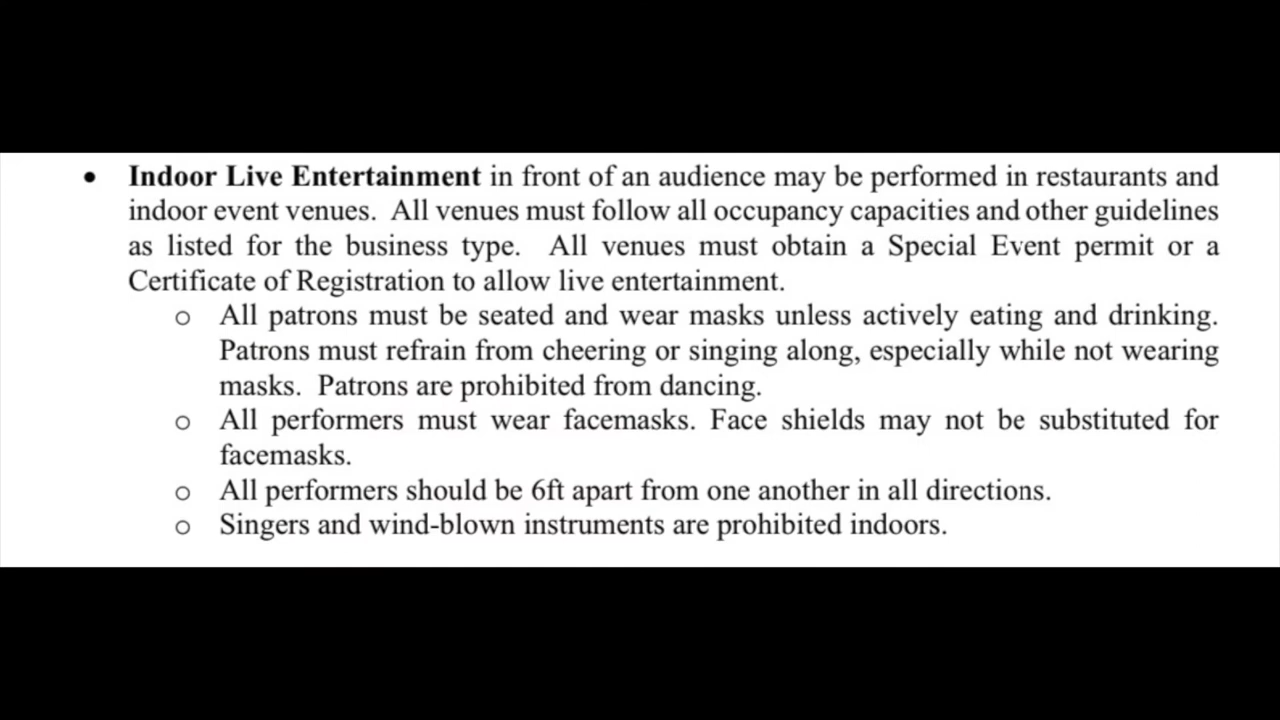 • Indoor Live Entertainment in front of an audience may be performed in restaurants and
indoor event venues. All venues must follow all occupancy capacities and other guidelines
as listed for the business type. All venues must obtain a Special Event permit or a
Certificate of Registration to allow live entertainment.
o All patrons must be seated and wear masks unless actively eating and drinking.
Patrons must refrain from cheering or singing along, especially while not wearing
masks. Patrons are prohibited from dancing.
o All performers must wear facemasks. Face shields may not be substituted for
facemasks.
o All performers should be 6ft apart from one another in all directions.
o Singers and wind-blown instruments are prohibited indoors.